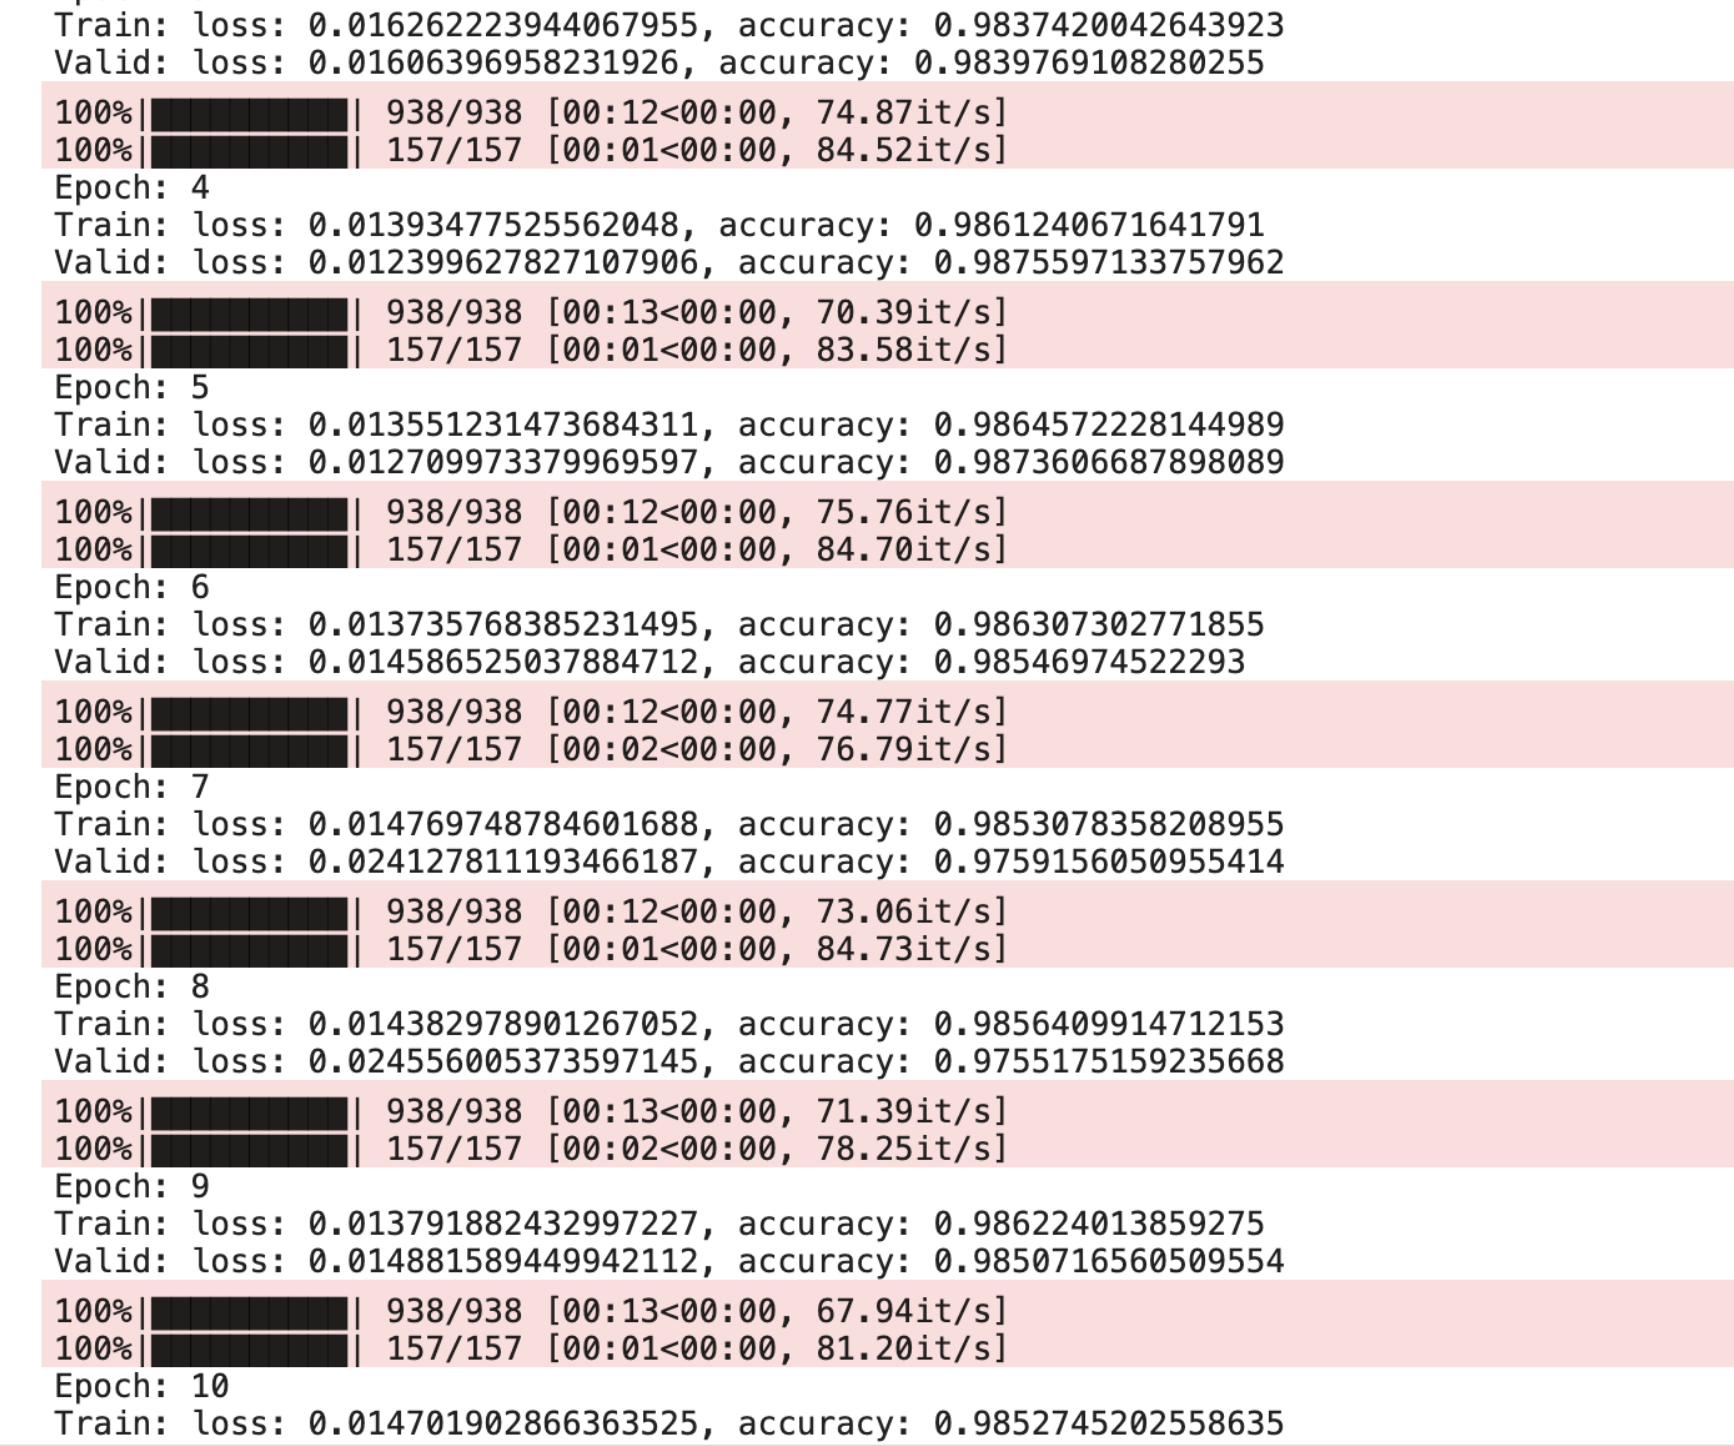 Train: loss: 0.016262223944067955, accuracy: 0.9837420042643923
Valid: loss: 0.01606396958231926, accuracy: 0.9839769108280255
100%|██████████| 938/938 [00:12<00:00, 74.87it/s]
100%|██████████| 157/157 [00:01<00:00, 84.52it/s]
Epoch: 4
Train: loss: 0.01393477525562048, accuracy: 0.9861240671641791
Valid: loss: 0.012399627827107906, accuracy: 0.9875597133757962
100%|██████████| 938/938 [00:13<00:00, 70.39it/s]
100%|██████████| 157/157 [00:01<00:00, 83.58it/s]
Epoch: 5
Train: loss: 0.013551231473684311, accuracy: 0.9864572228144989
Valid: loss: 0.012709973379969597, accuracy: 0.9873606687898089
100%|██████████| 938/938 [00:12<00:00, 75.76it/s]
100%|██████████| 157/157 [00:01<00:00, 84.70it/s]
Epoch: 6
Train: loss: 0.013735768385231495, accuracy: 0.986307302771855
Valid: loss: 0.014586525037884712, accuracy: 0.98546974522293
100%|██████████| 938/938 [00:12<00:00, 74.77it/s]
100%|██████████| 157/157 [00:02<00:00, 76.79it/s]
Epoch: 7
Train: loss: 0.014769748784601688, accuracy: 0.9853078358208955
Valid: loss: 0.024127811193466187, accuracy: 0.9759156050955414
100%|██████████| 938/938 [00:12<00:00, 73.06it/s]
100%|██████████| 157/157 [00:01<00:00, 84.73it/s]
Epoch: 8
Train: loss: 0.014382978901267052, accuracy: 0.9856409914712153
Valid: loss: 0.024556005373597145, accuracy: 0.9755175159235668
100%|██████████| 938/938 [00:13<00:00, 71.39it/s]
100%|██████████| 157/157 [00:02<00:00, 78.25it/s]
Epoch: 9
Train: loss: 0.013791882432997227, accuracy: 0.986224013859275
Valid: loss: 0.014881589449942112, accuracy: 0.9850716560509554
100%|██████████| 938/938 [00:13<00:00, 67.94it/s]
100%|██████████| 157/157 [00:01<00:00, 81.20it/s]
Epoch: 10
Train: loss: 0.014701902866363525, accuracy: 0.9852745202558635